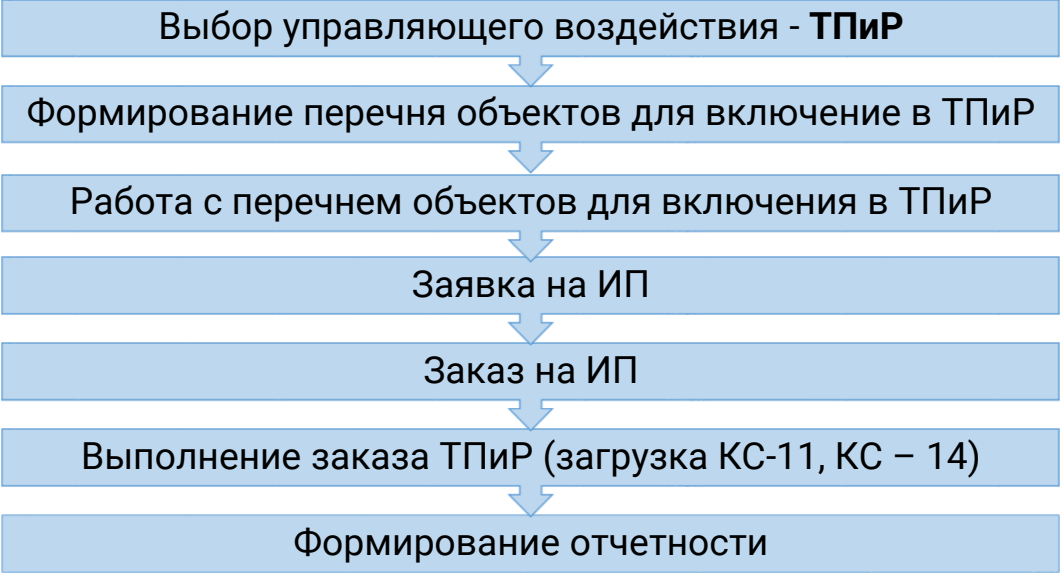 Выбор управляющего воздействия - ТПиР
Формирование перечня объектов для включение в ТПиР
Работа с перечнем объектов для включения в ТПиР
Заявка на ИП
Заказ на ИП
Выполнение заказа ТПиР (загрузка КС-11, КС – 14)
Формирование отчетности